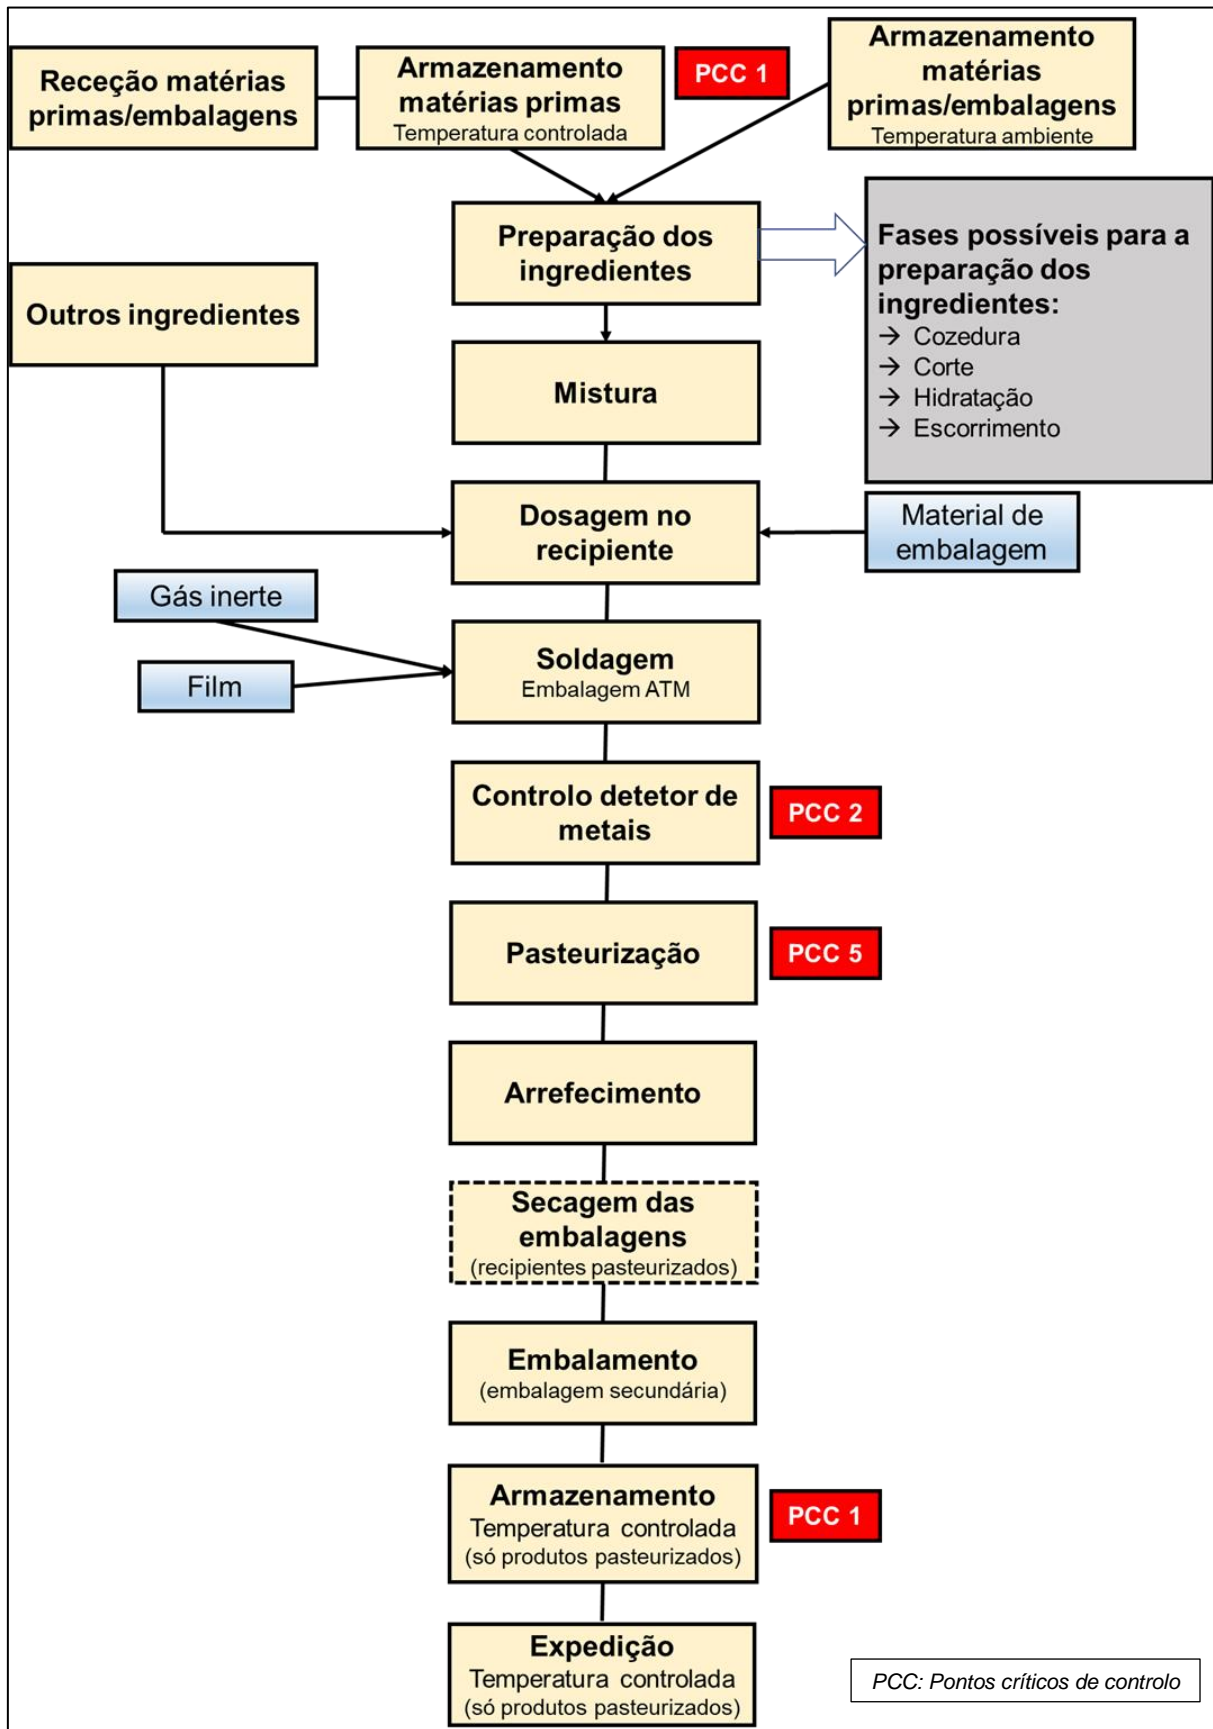 Receção matérias
primas/embalagens
Armazenamento
matérias primas
Temperatura controlada
PCC 1
Armazenamento
matérias
primas/embalagens
Temperatura ambiente
Preparação dos
ingredientes
Fases possíveis para a
preparação dos
ingredientes:
→ Cozedura
→ Corte
→ Hidratação
→ Escorrimento
Outros ingredientes
Mistura
Dosagem no
recipiente
Material de
embalagem
Gás inerte
Film
Soldagem
Embalagem ATM
Controlo detetor de
metais
PCC 2
Pasteurização
PCC 5
Arrefecimento
Secagem das
embalagens
(recipientes pasteurizados)
Embalamento
(embalagem secundária)
Armazenamento
Temperatura controlada
(só produtos pasteurizados)
PCC 1
Expedição
Temperatura controlada
(só produtos pasteurizados)
PCC: Pontos críticos de controlo